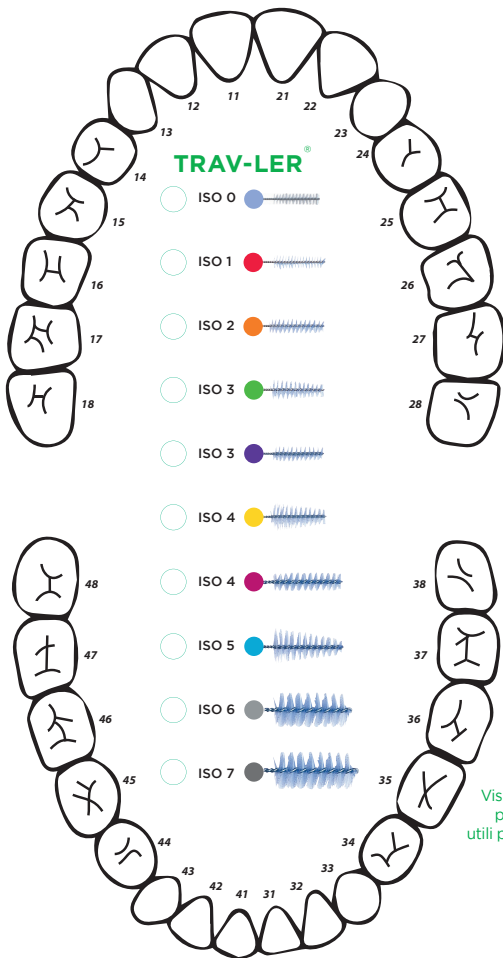 11
21
12
22
13
23
TRAV-LER®
24
14
ISO 0
15
25
ISO 1
16
26
ISO 2
17
27
ISO 3
18
28
ISO 3
ISO 4
48
ISO 4
38
47
ISO 5
37
46
ISO 6
36
45
ISO 7
35
Vis
p
utili p
44
34
43
33
42
32
41
31